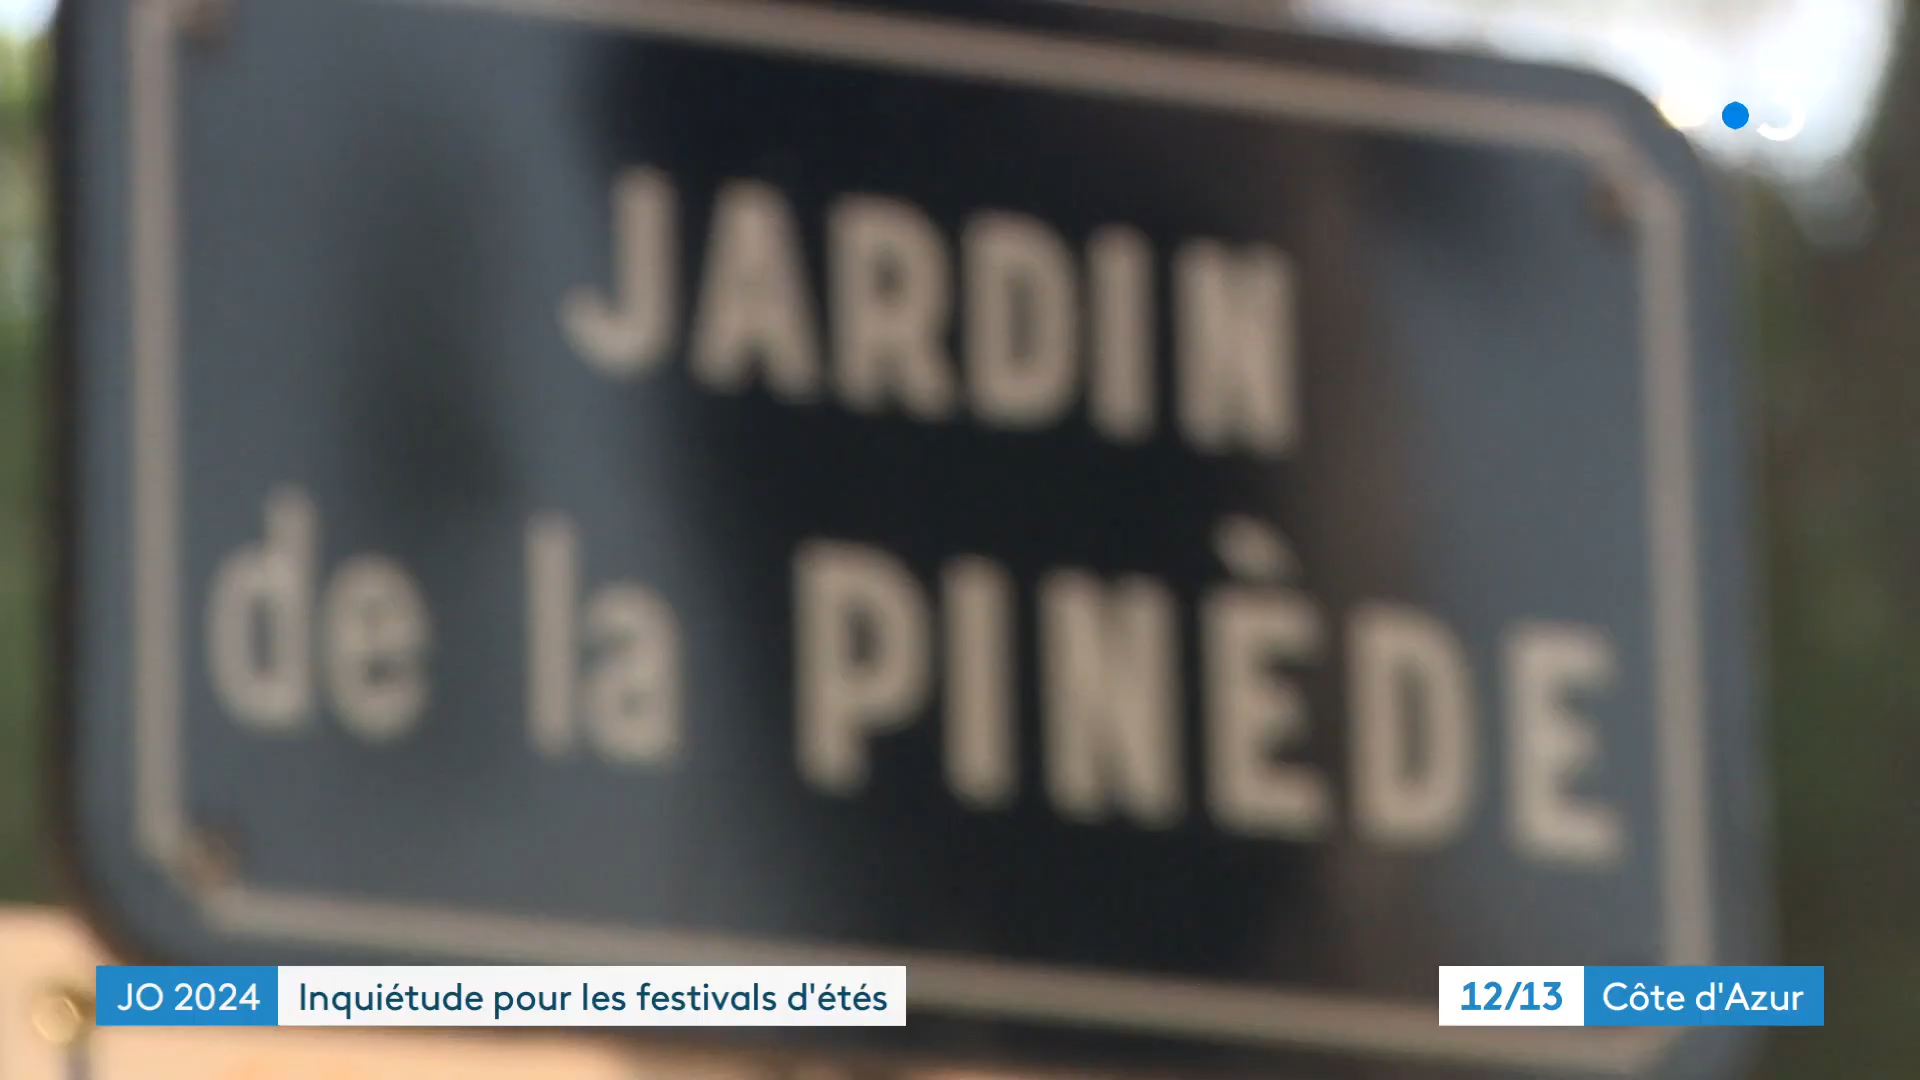 JARDIN
de la PINÈDE
JO 2024 Inquiétude pour les festivals d'étés
12/13 Côte d'Azur